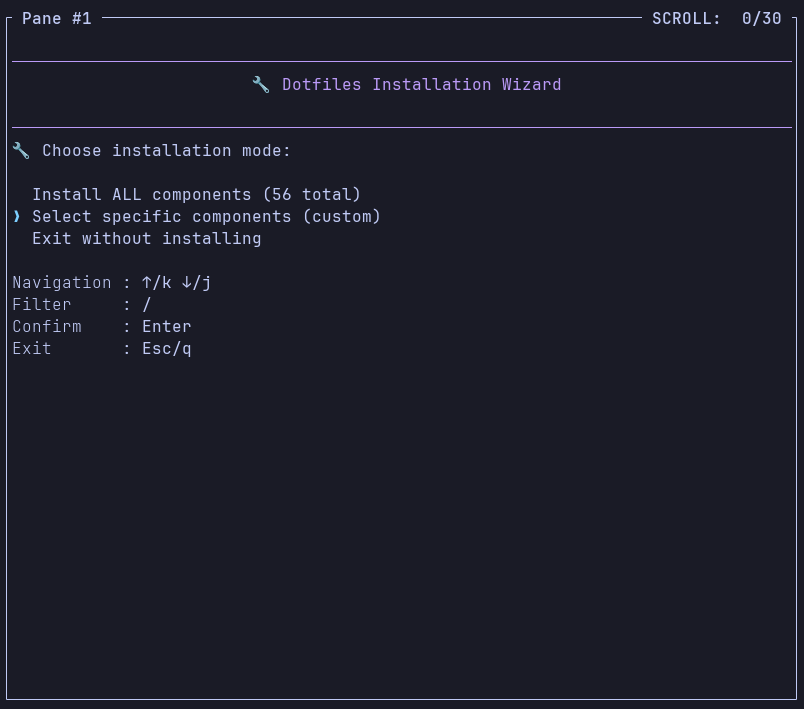 Pane #1 SCROLL: 0/30
🔧 Dotfiles Installation Wizard
🔧 Choose installation mode:
Install ALL components (56 total)
❱ Select specific components (custom)
Exit without installing
Navigation : ↑/k ↓/j
Filter : /
Confirm : Enter
Exit : Esc/q